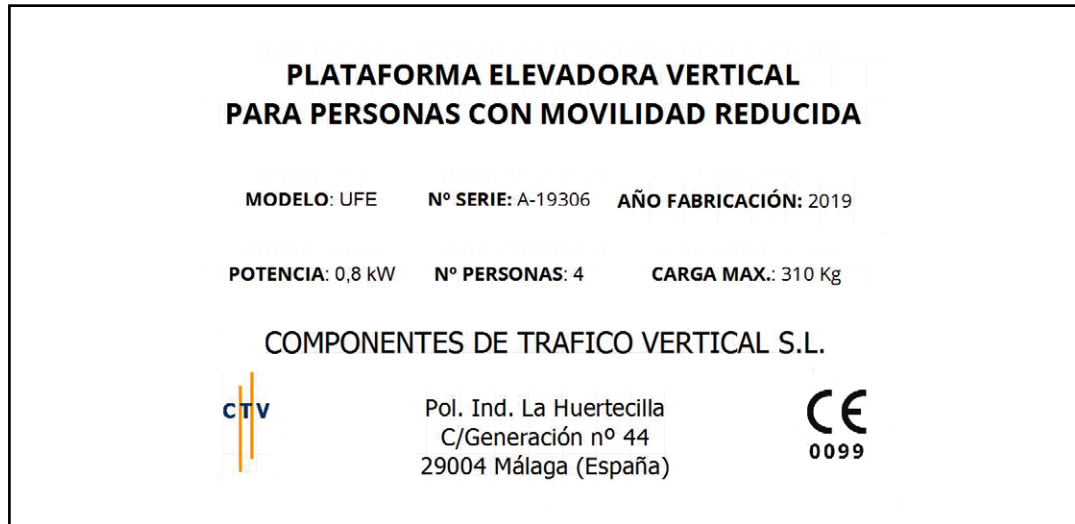 PLATAFORMA ELEVADORA VERTICAL
PARA PERSONAS CON MOVILIDAD REDUCIDA
MODELO: UFE Nº SERIE: A-19306 AÑO FABRICACIÓN: 2019
POTENCIA: 0,8 kW Nº PERSONAS: 4 CARGA MAX.: 310 Kg
COMPONENTES DE TRAFICO VERTICAL S.L.
CTV
Pol. Ind. La Huertecilla
C/Generación nº 44
29004 Málaga (España)
CE
0099